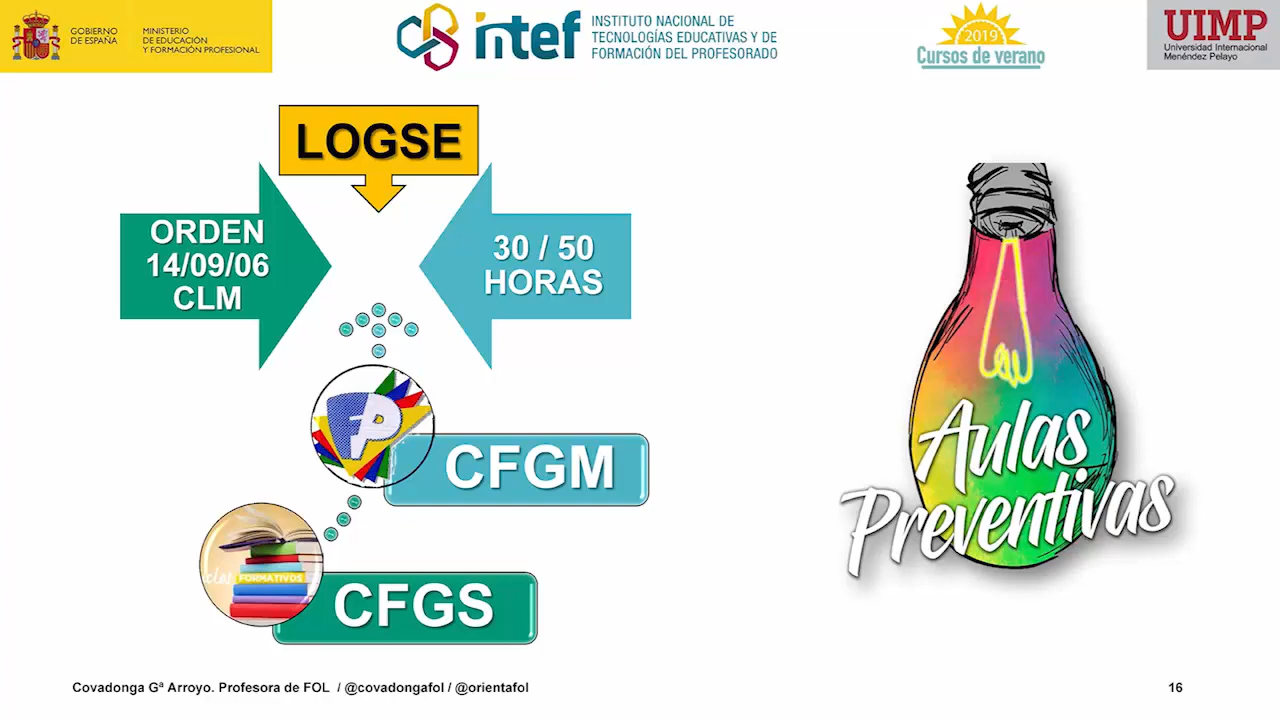 GOBIERNO
DE ESPAÑA
MINISTERIO
DE EDUCACIÓN
Y FORMACIÓN PROFESIONAL
intef
INSTITUTO NACIONAL DE
TECNOLOGÍAS EDUCATIVAS Y DE
FORMACIÓN DEL PROFESORADO
2019
Cursos de verano
UIMP
Universidad Internacional
Menéndez Pelayo
LOGSE
ORDEN
14/09/06
CLM
30 / 50
HORAS
FP
CFGM
FORMATIVOS
CFGS
Aulas
Preventivas
Covadonga Gª Arroyo. Profesora de FOL / @covadongafol / @orientafol
16